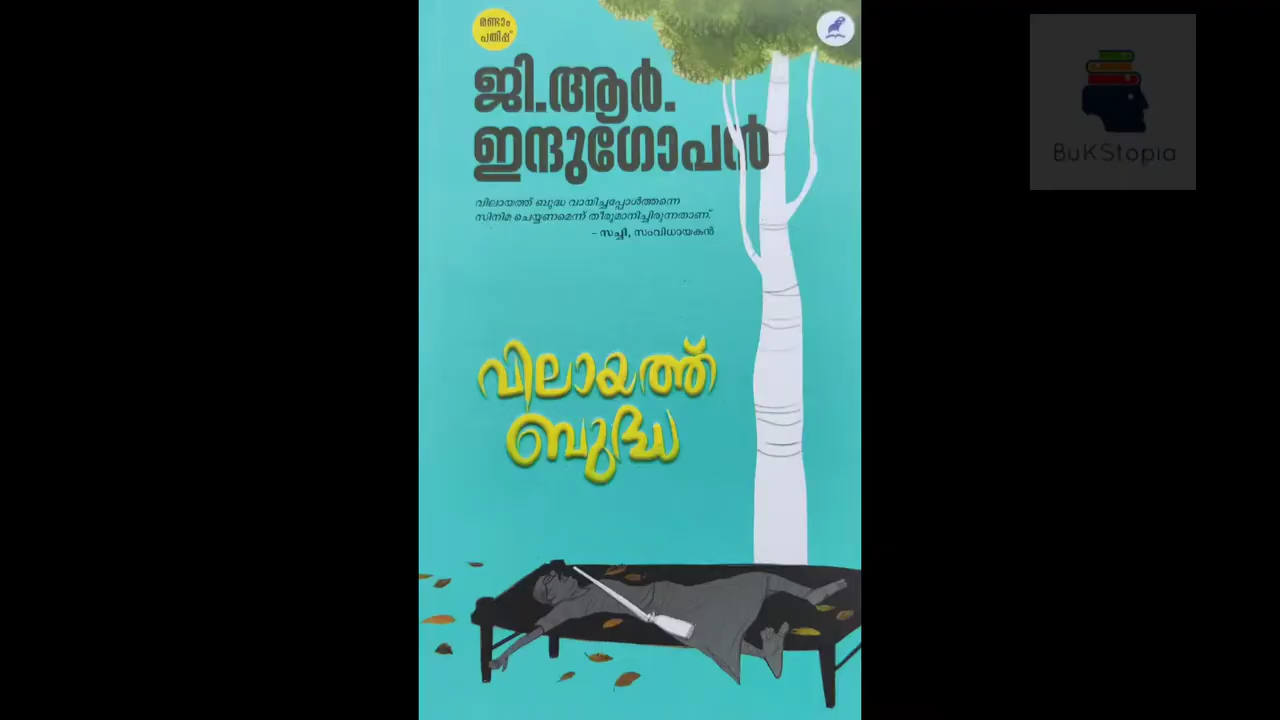 രണ്ടാം
പതിപ്പ്
ജി.ആർ.
ഇന്ദുഗോപൻ
വിലായത്ത് ബുദ്ധ വായിച്ചപ്പോൾത്തന്നെ
സിനിമ ചെയ്യണമെന്ന് തീരുമാനിച്ചിരുന്നതാണ്.
– സച്ചി, സംവിധായകൻ
വിലായത്ത്
ബുദ്ധ
BuKStopia